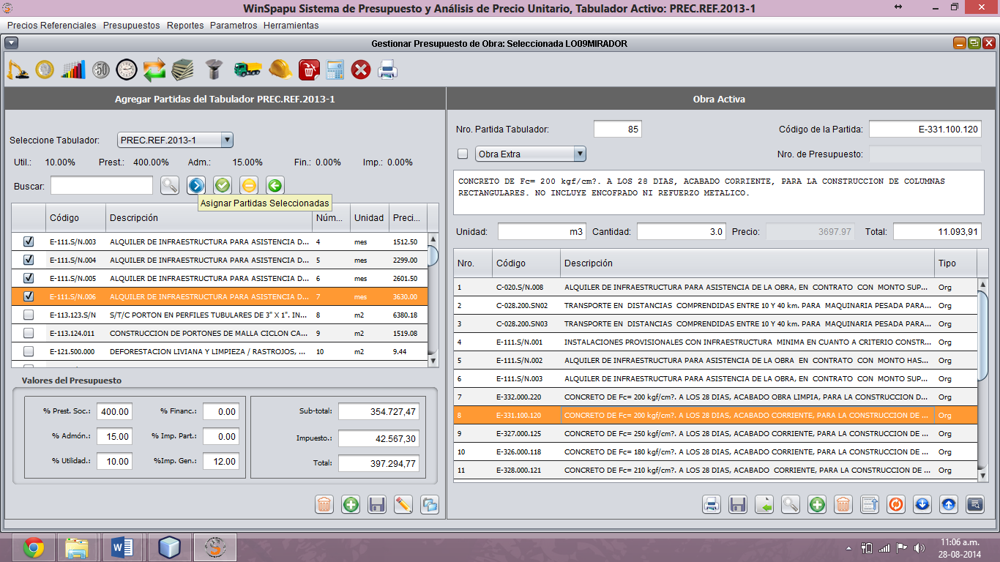 WinSpapu Sistema de Presupuesto y Análisis de Precio Unitario, Tabulador Activo: PREC.REF.2013-1
Precios Referenciales Presupuestos Reportes Parametros Herramientas
Gestionar Presupuesto de Obra: Seleccionada LO09MIRADOR
50
Agregar Partidas del Tabulador PREC.REF.2013-1
Seleccione Tabulador: PREC.REF.2013-1
Util.: 10.00% Prest.: 400.00% Adm.: 15.00% Fin.: 0.00% Imp.: 0.00%
Buscar:
Asignar Partidas Seleccionadas
Código Descripción Núm... Unidad Preci...
E-111.S/N.003 ALQUILER DE INFRAESTRUCTURA PARA ASISTENCIA D... 4 mes 1512.50
E-111.S/N.004 ALQUILER DE INFRAESTRUCTURA PARA ASISTENCIA D... 5 mes 2299.00
E-111.S/N.005 ALQUILER DE INFRAESTRUCTURA PARA ASISTENCIA D... 6 mes 2601.50
E-111.S/N.006 ALQUILER DE INFRAESTRUCTURA PARA ASISTENCIA D... 7 mes 3630.00
E-113.123.S/N S/T/C PORTON EN PERFILES TUBULARES DE 3" X 1". IN... 8 m2 6380.18
E-113.124.011 CONSTRUCCION DE PORTONES DE MALLA CICLON CA... 9 m2 1519.08
E-121.500.000 DEFORESTACION LIVIANA Y LIMPIEZA / RASTROJOS, ... 10 m2 9.44
Valores del Presupuesto
% Prest. Soc.: 400.00 % Financ.: 0.00 Sub-total: 354.727,47
% Admón.: 15.00 % Imp. Part.: 0.00 Impuesto.: 42.567,30
% Utilidad.: 10.00 %Imp. Gen.: 12.00 Total: 397.294,77
Obra Activa
Nro. Partida Tabulador: 85 Código de la Partida: E-331.100.120
Obra Extra Nro. de Presupuesto:
CONCRETO DE Fc= 200 kgf/cm?. A LOS 28 DIAS, ACABADO CORRIENTE, PARA LA CONSTRUCCION DE COLUMNAS
RECTANGULARES. NO INCLUYE ENCOFRADO NI REFUERZO METALICO.
Unidad: m3 Cantidad: 3.0 Precio: 3697.97 Total: 11.093,91
Nro. Código Descripción Tipo
1 C-020.S/N.008 ALQUILER DE INFRAESTRUCTURA PARA ASISTENCIA DE LA OBRA, EN CONTRATO CON MONTO SUP... Org
2 C-028.200.SN02 TRANSPORTE EN DISTANCIAS COMPRENDIDAS ENTRE 10 Y 40 km. PARA MAQUINARIA PESADA PARA... Org
3 C-028.200.SN03 TRANSPORTE EN DISTANCIAS COMPRENDIDAS ENTRE 10 Y 40 km. PARA MAQUINARIA PESADA PARA... Org
4 E-111.S/N.001 INSTALACIONES PROVISIONALES CON INFRAESTRUCTURA MINIMA EN CUANTO A CRITERIO CONSTR... Org
5 E-111.S/N.002 ALQUILER DE INFRAESTRUCTURA PARA ASISTENCIA DE LA OBRA EN CONTRATO CON MONTO HAS... Org
6 E-111.S/N.003 ALQUILER DE INFRAESTRUCTURA PARA ASISTENCIA DE LA OBRA, EN CONTRATO CON MONTO SUP... Org
7 E-332.000.220 CONCRETO DE Fc= 200 kgf/cm?. A LOS 28 DIAS, ACABADO OBRA LIMPIA, PARA LA CONSTRUCCION D... Org
8 E-331.100.120 CONCRETO DE Fc= 200 kgf/cm?. A LOS 28 DIAS, ACABADO CORRIENTE, PARA LA CONSTRUCCION DE ... Org
9 E-327.000.125 CONCRETO DE Fc= 250 kgf/cm?. A LOS 28 DIAS, ACABADO CORRIENTE, PARA LA CONSTRUCCION DE ... Org
10 E-326.000.118 CONCRETO DE Fc= 180 kgf/cm?. A LOS 28 DIAS, ACABADO CORRIENTE, PARA LA CONSTRUCCION DE ... Org
11 E-328.000.121 CONCRETO DE Fc= 210 kgf/cm?. A LOS 28 DIAS, ACABADO CORRIENTE, PARA LA CONSTRUCCION DE ... Org
11:06 a.m.
28-08-2014